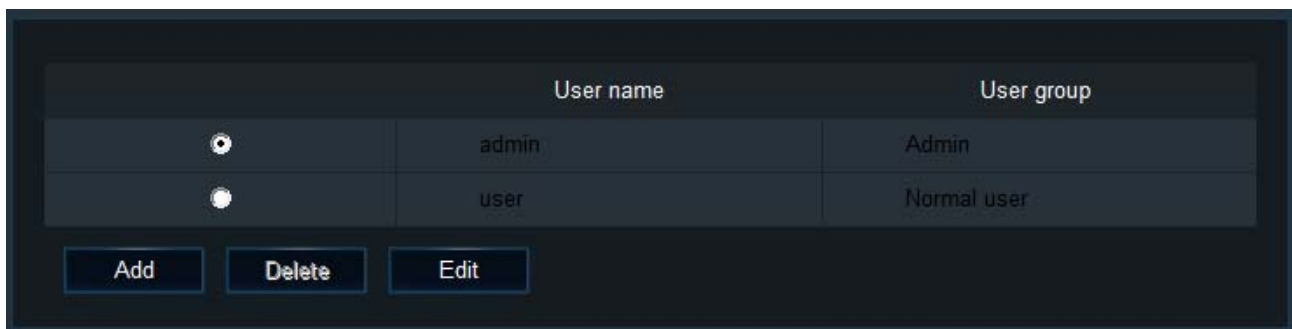 User name User group
admin Admin
user Normal user
Add Delete Edit